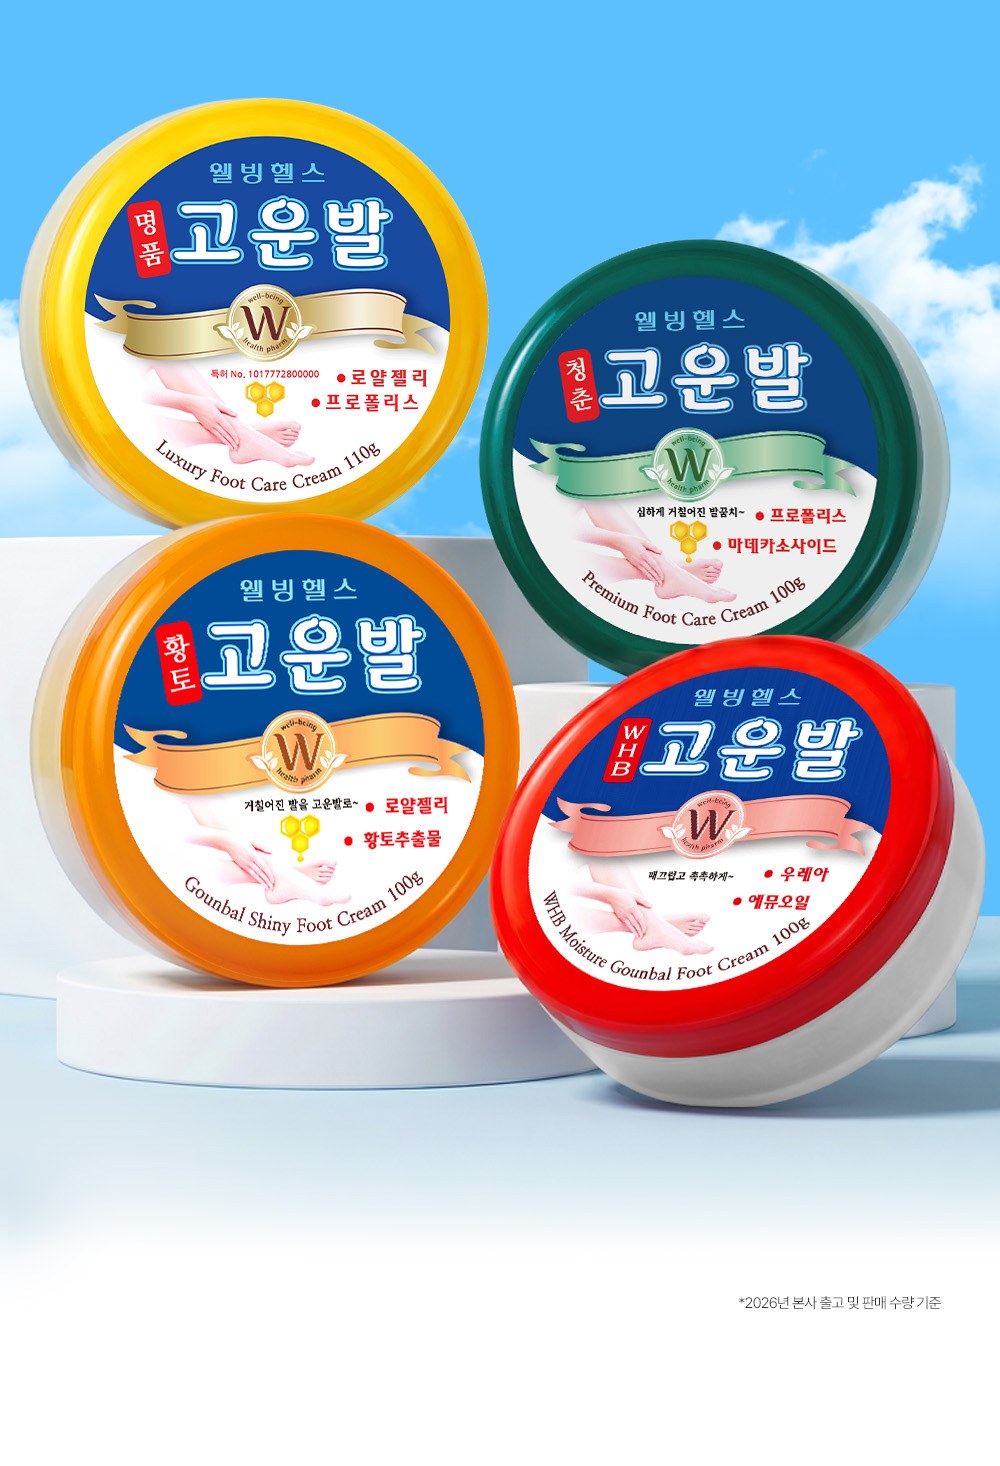 웰빙헬스
명품 고운발
well-being
W
health pharm
특허 No. 1017772800000
• 로얄젤리
• 프로폴리스
Luxury Foot Care Cream 110g
웰빙헬스
청춘 고운발
well-being
W
health pharm
심하게 거칠어진 발꿈치~
• 프로폴리스
• 마데카소사이드
Premium Foot Care Cream 100g
웰빙헬스
황토 고운발
well-being
W
health pharm
거칠어진 발을 고운발로~
• 로얄젤리
• 황토추출물
Gounbal Shiny Foot Cream 100g
웰빙헬스
WHB 고운발
well-being
W
health pharm
매끄럽고 촉촉하게~
• 우레아
• 에뮤오일
WHB Moisture Gounbal Foot Cream 100g
*2026년 본사 출고 및 판매 수량 기준